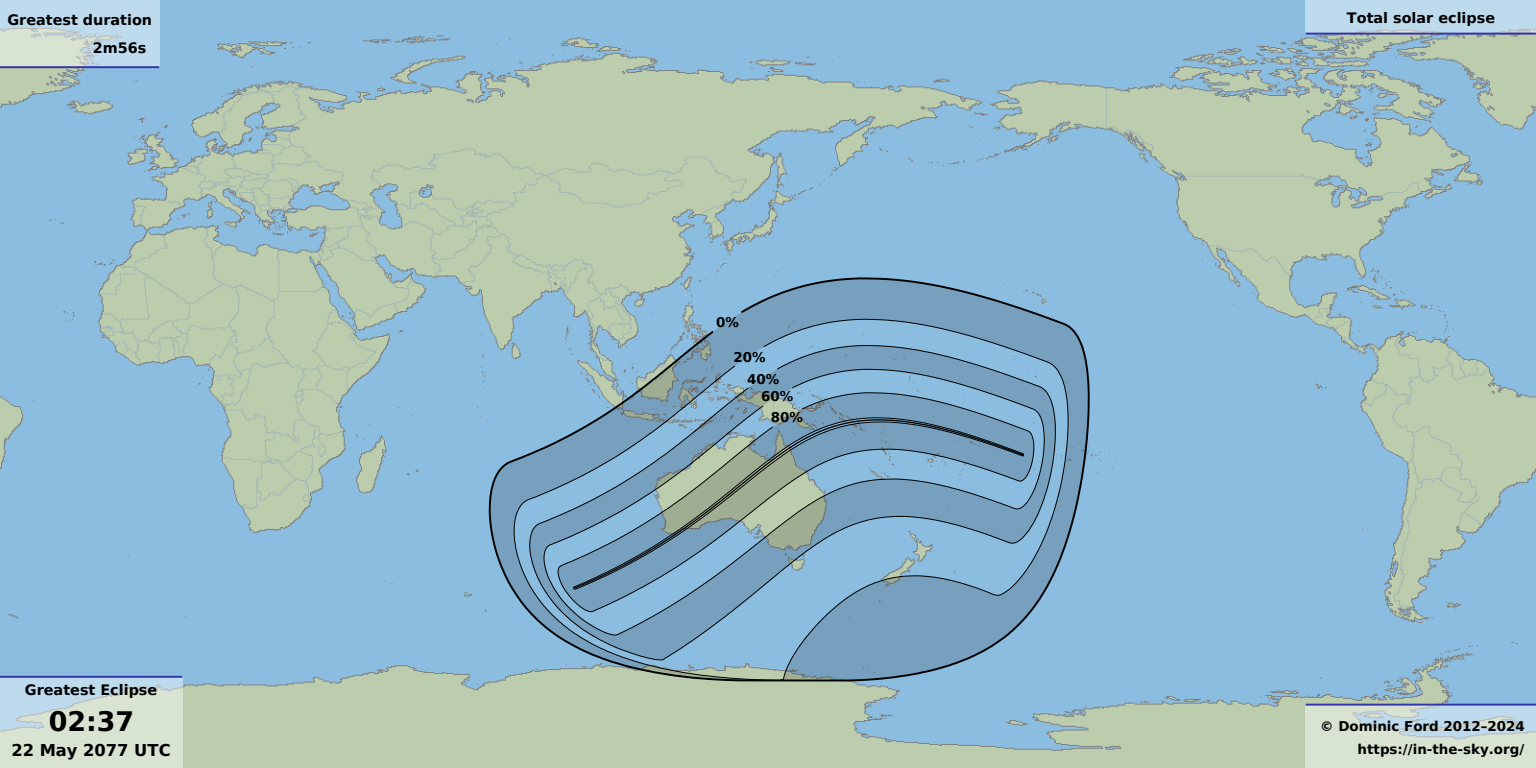 Greatest duration
2m56s
Total solar eclipse
0%
20%
40%
60%
80%
Greatest Eclipse
02:37
22 May 2077 UTC
© Dominic Ford 2012–2024
https://in-the-sky.org/